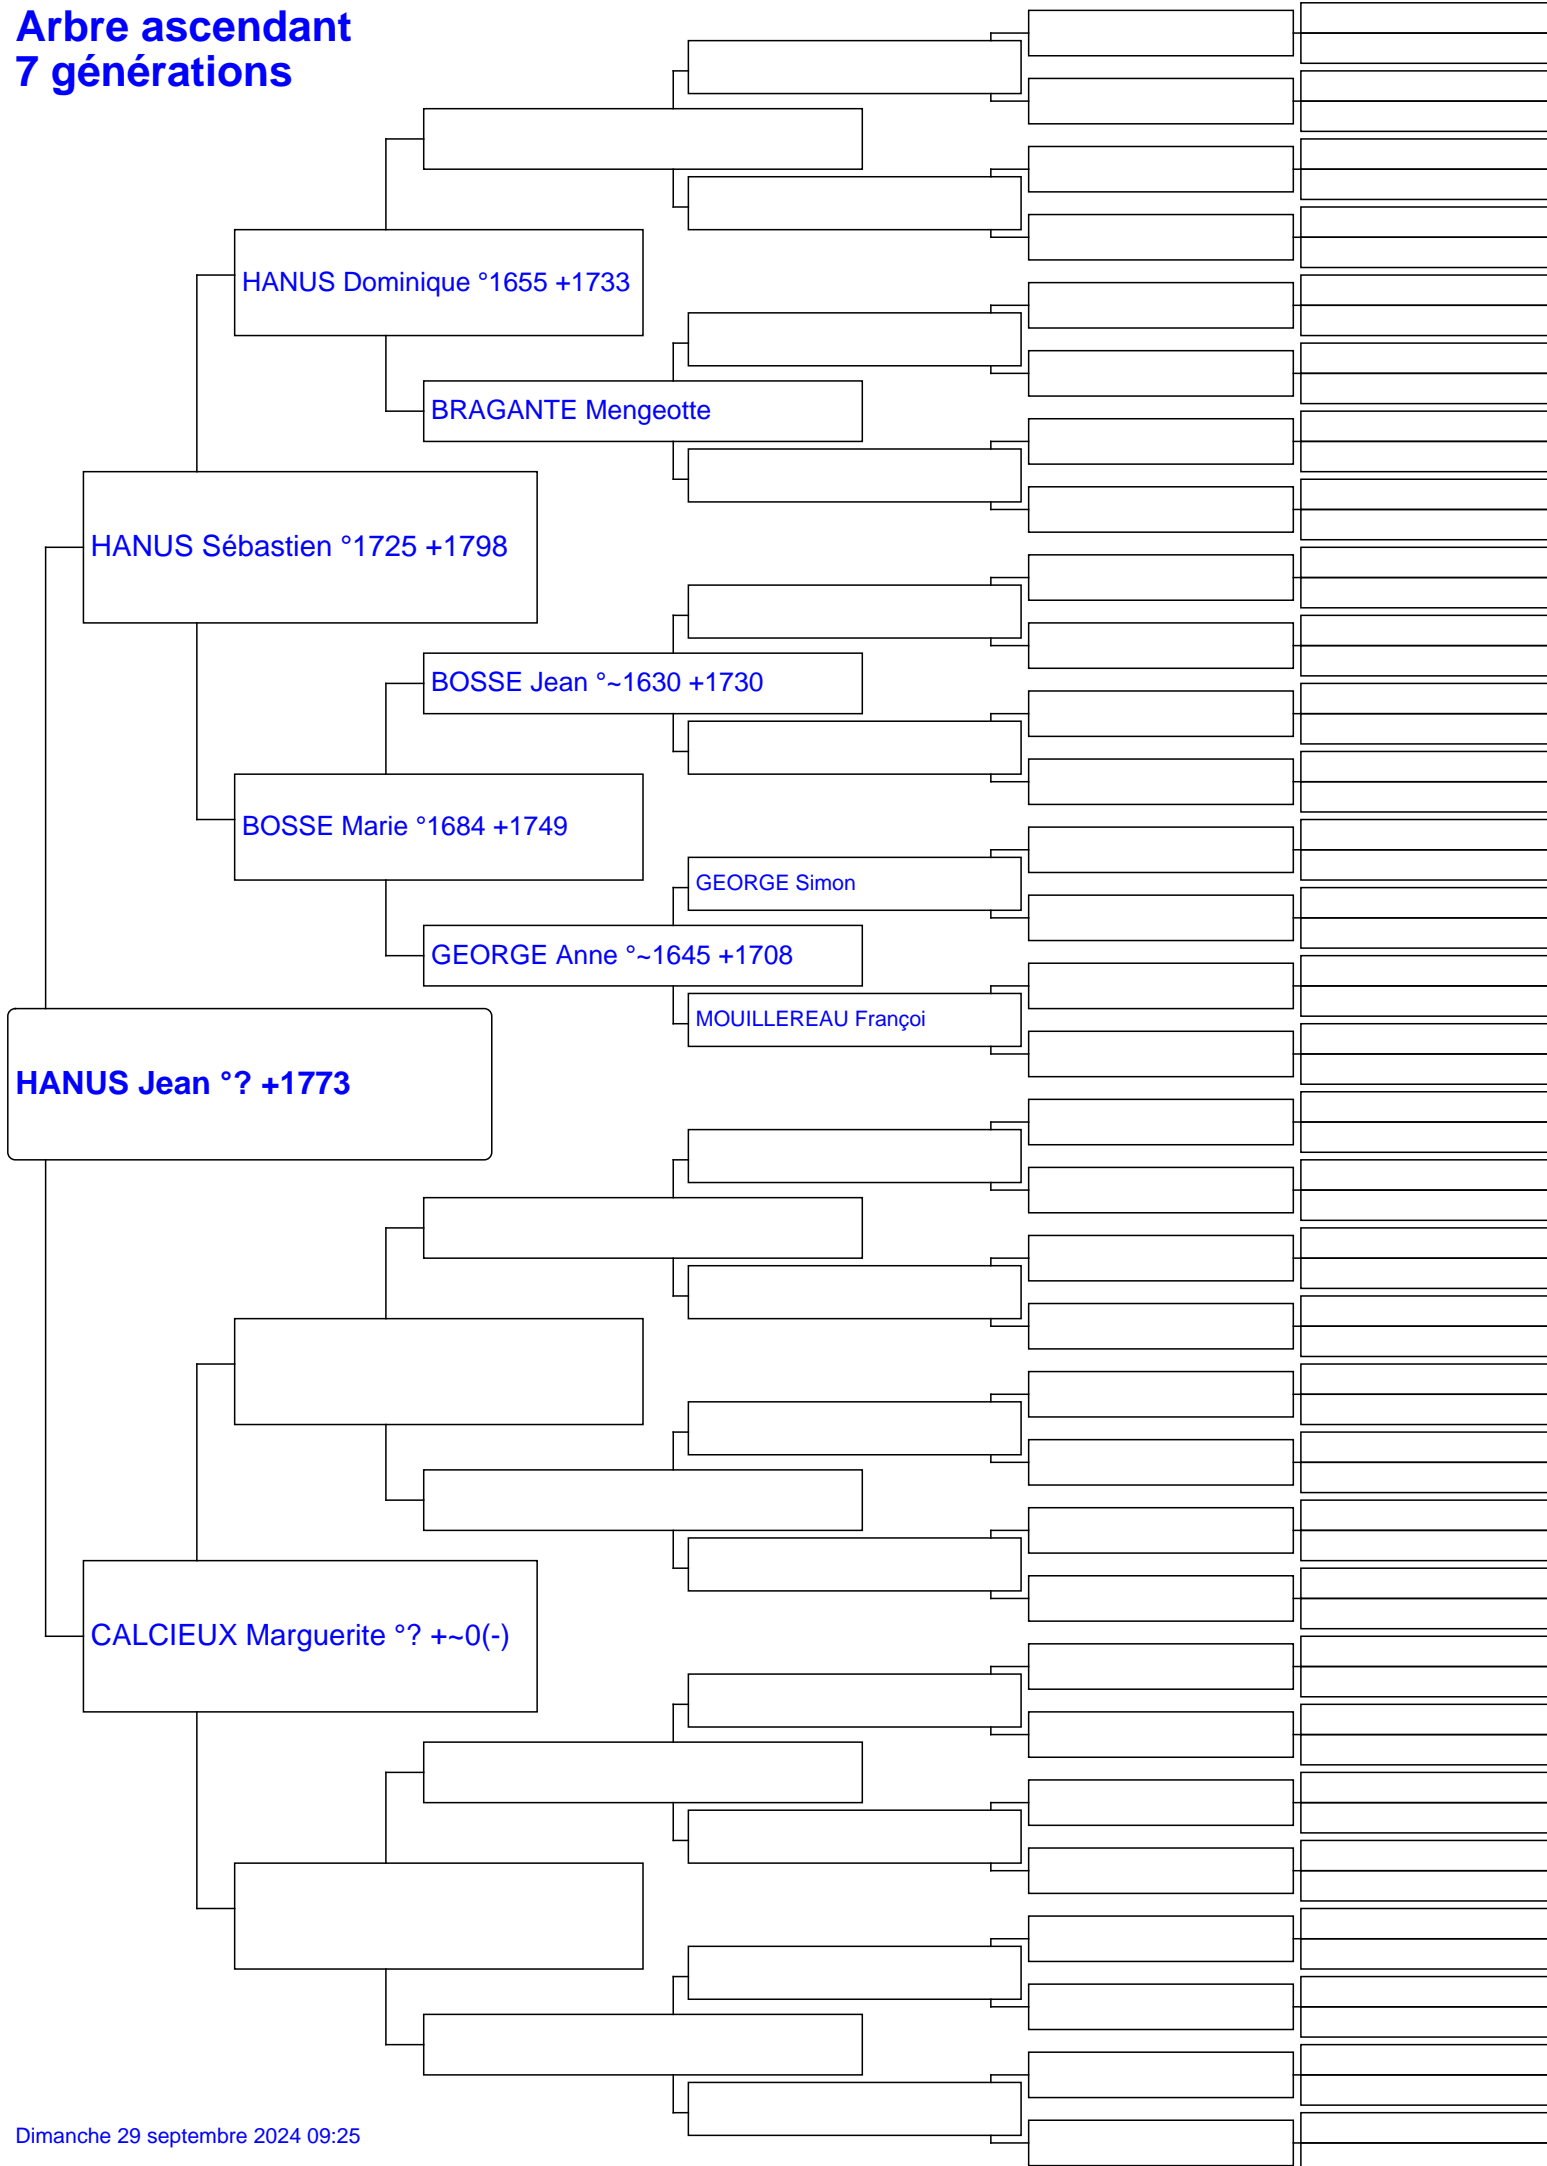 Arbre ascendant
7 générations
HANUS Dominique °1655 +1733
BRAGANTE Mengeotte
HANUS Sébastien °1725 +1798
BOSSE Jean °~1630 +1730
BOSSE Marie °1684 +1749
GEORGE Simon
GEORGE Anne °~1645 +1708
MOUILLEREAU Françoi
HANUS Jean °? +1773
CALCIEUX Marguerite °? +~0(-)
Dimanche 29 septembre 2024 09:25